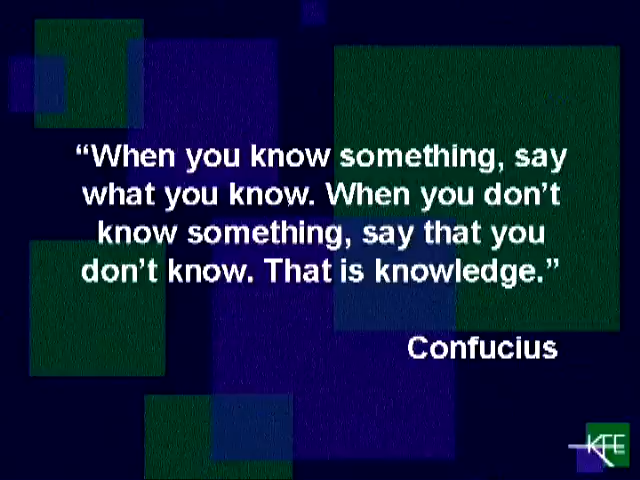 “When you know something, say
what you know. When you don’t
know something, say that you
don’t know. That is knowledge.”
Confucius
KTE